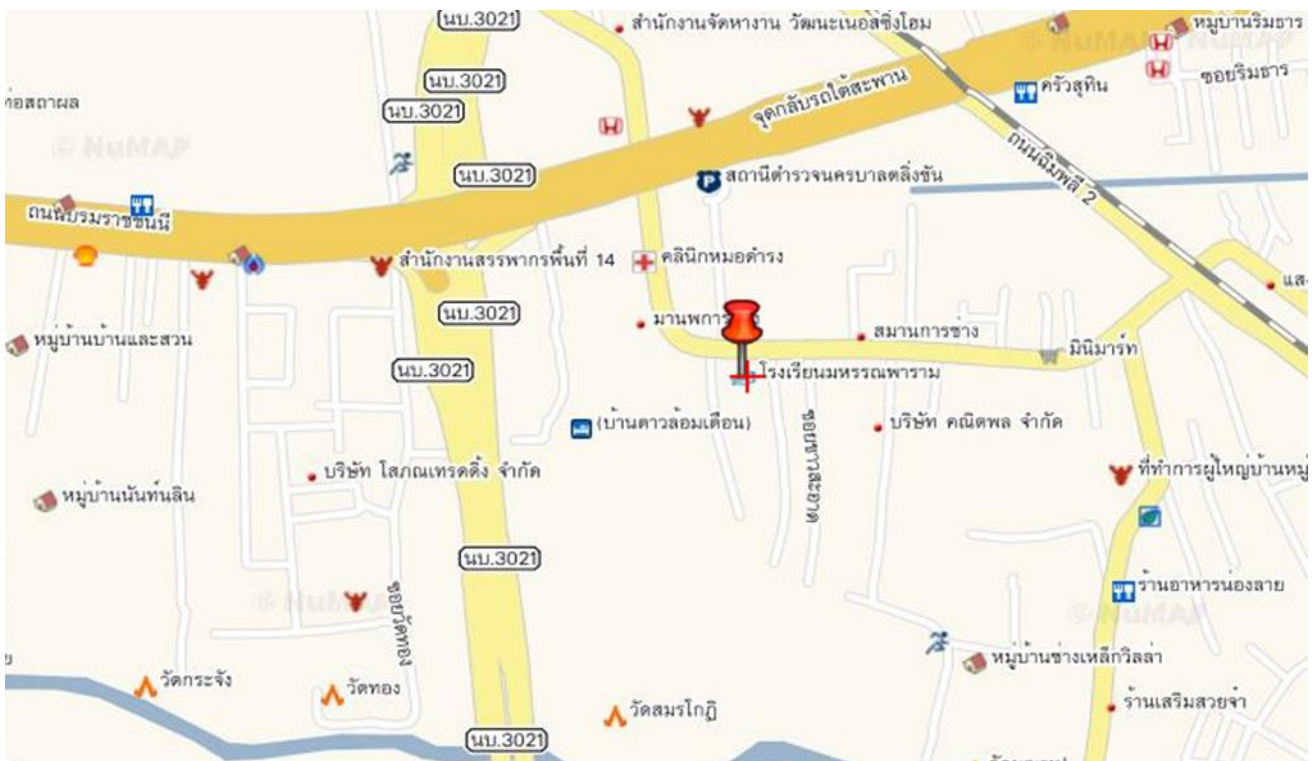 นบ.3021
สำนักงานจัดหางาน วัฒนะเนอสซิ่งโฮม
หมู่บ้านริมธาร
© NuMAP
NuMAP
นบ.3021
ซอยริมธาร
ครัวสุทิน
จุดกลับรถใต้สะพาน
นบ.3021
© NuMAP
ถนนฉิมพลี 2
นบ.3021
สถานีตำรวจนครบาลตลิ่งชัน
ถนนบรมราชชนนี
สำนักงานสรรพากรพื้นที่ 14
คลินิกหมอดำรง
นบ.3021
สมานการช่าง
หมู่บ้านบ้านและสวน
มินิมาร์ท
นบ.3021
โรงเรียนมหรรณพาราม
(บ้านดาวล้อมเดือน)
บริษัท คณิตพล จำกัด
ซอยชาวสะอาด
บริษัท โสภณเทรดดิ้ง จำกัด
ที่ทำการผู้ใหญ่บ้านหมู่
หมู่บ้านนันท์นลิน
นบ.3021
ร้านอาหารน่องลาย
© NuMAP
© NuMAP
ซอยวัดทอง
หมู่บ้านช่างเหล็กวิลล่า
วัดกระจัง
วัดทอง
วัดสมรโกฎิ
ร้านเสริมสวยจำ
นบ.3021